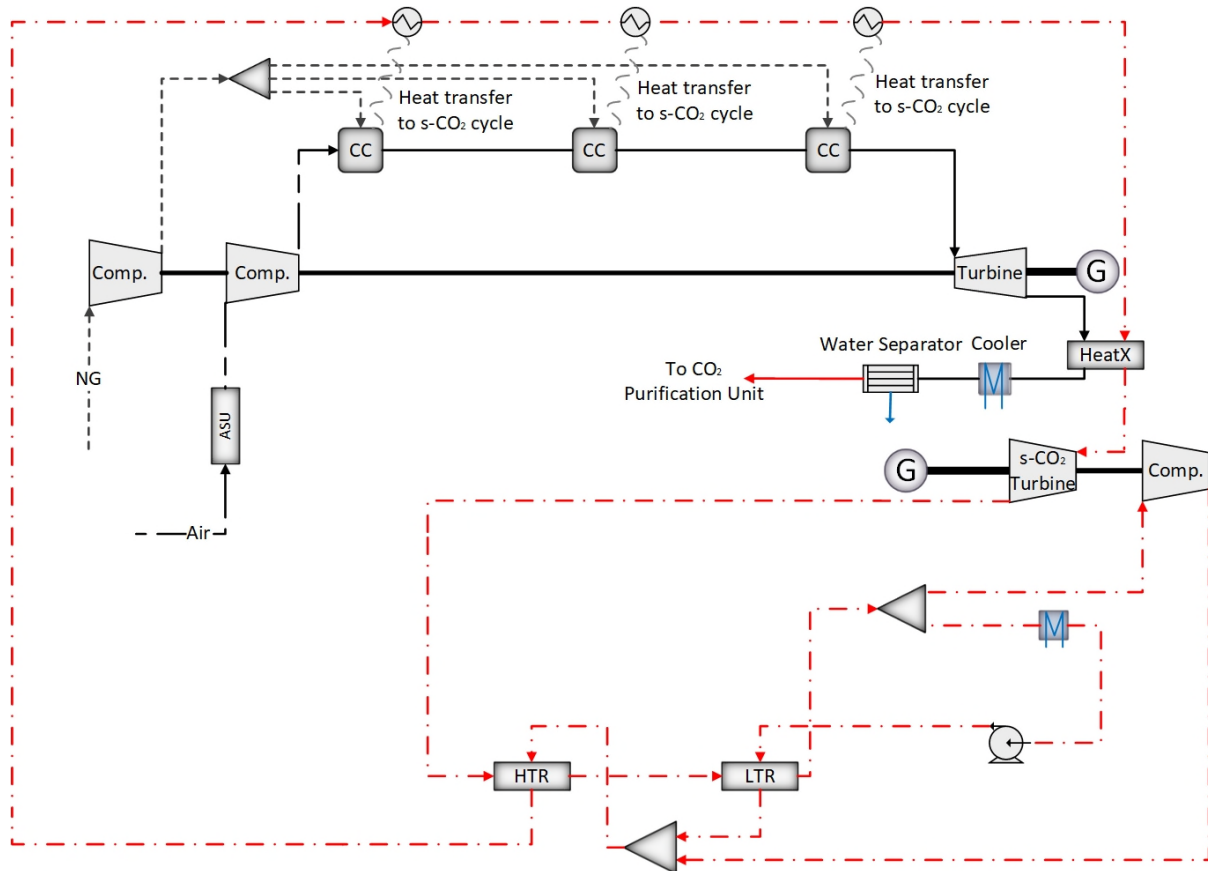 Heat transfer
to s-CO₂ cycle
Heat transfer
to s-CO₂ cycle
Heat transfer
to s-CO₂ cycle
CC
CC
CC
Comp.
Comp.
Turbine
G
NG
ASU
Air
HeatX
Water Separator
Cooler
To CO₂
Purification Unit
G
s-CO₂
Turbine
Comp.
HTR
LTR